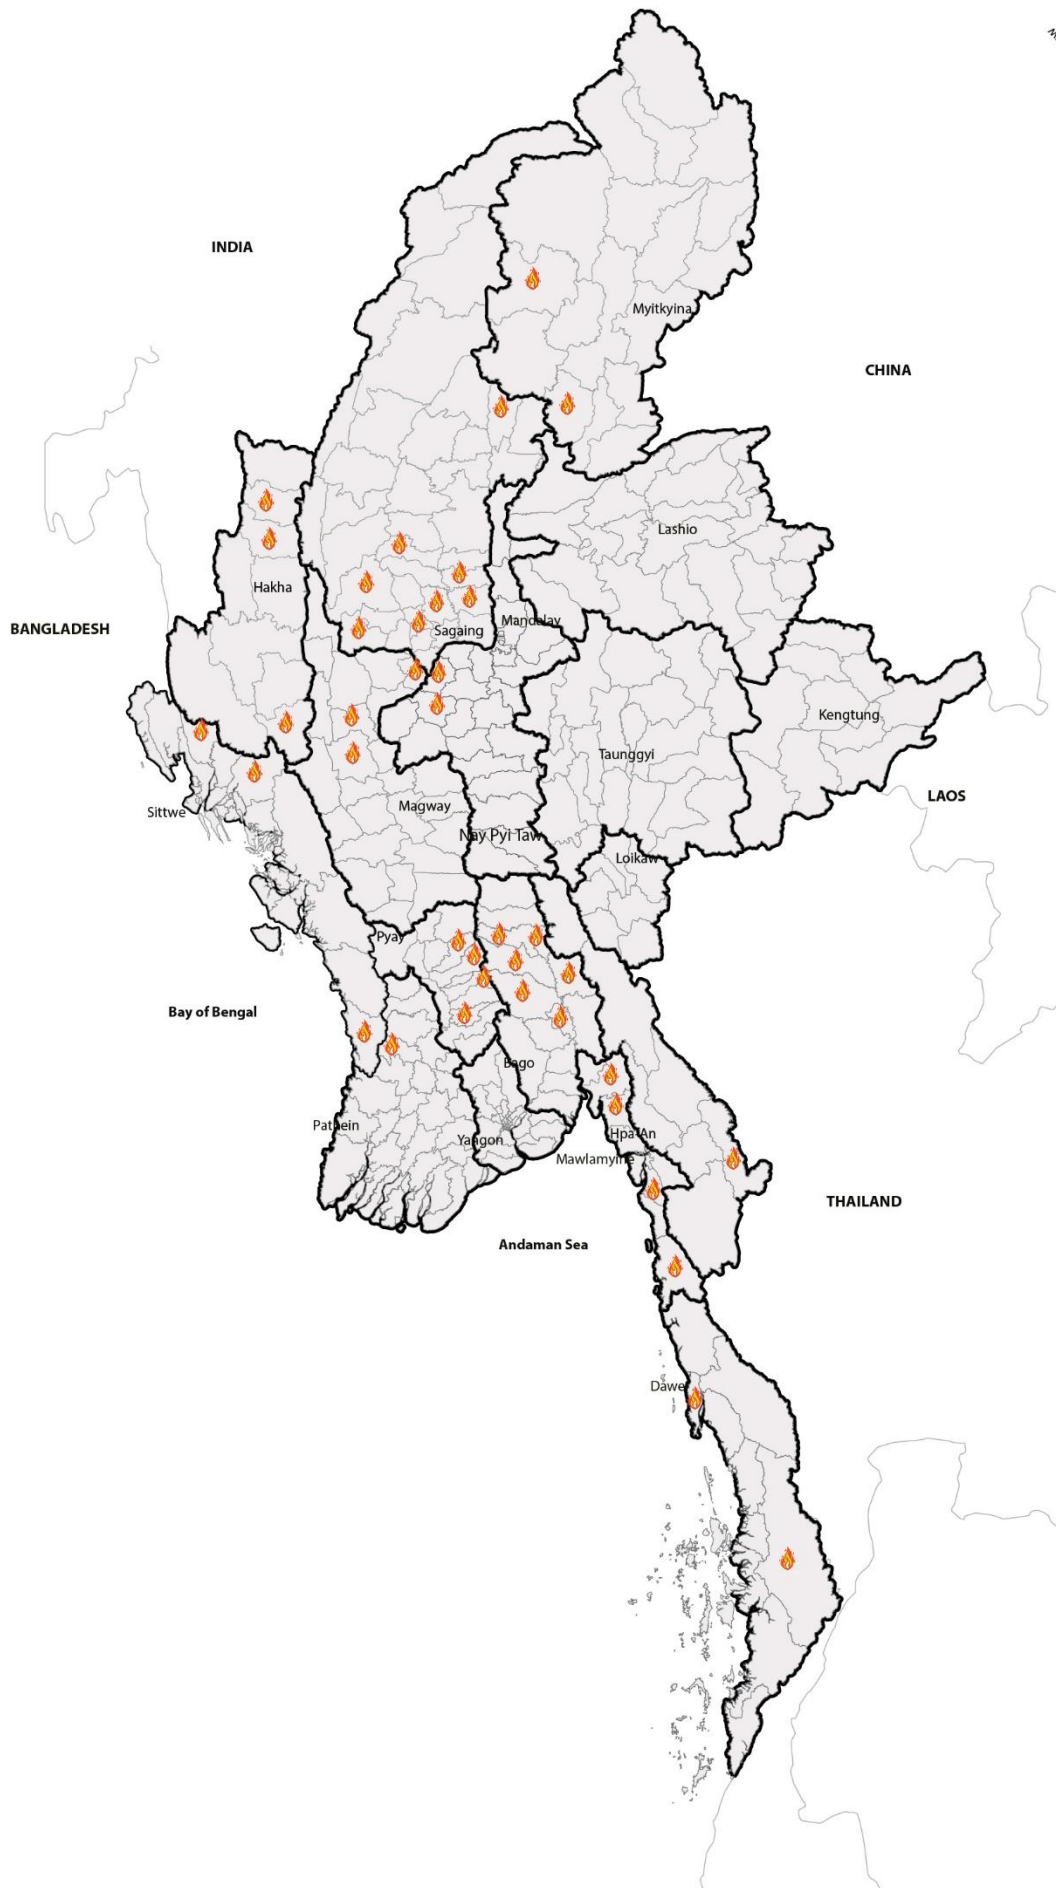 INDIA
Myitkyina
CHINA
Lashio
Hakha
BANGLADESH
Sagaing
Mandalay
Kengtung
Taunggyi
LAOS
Sittwe
Magway
Nay Pyi Taw
Loikaw
Pyay
Bay of Bengal
Bago
Pathein
Yangon
Hpa-An
Mawlamyine
THAILAND
Andaman Sea
Dawei